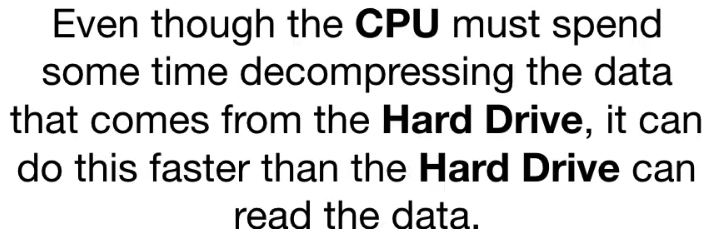 Even though the CPU must spend
some time decompressing the data
that comes from the Hard Drive, it can
do this faster than the Hard Drive can
read the data.